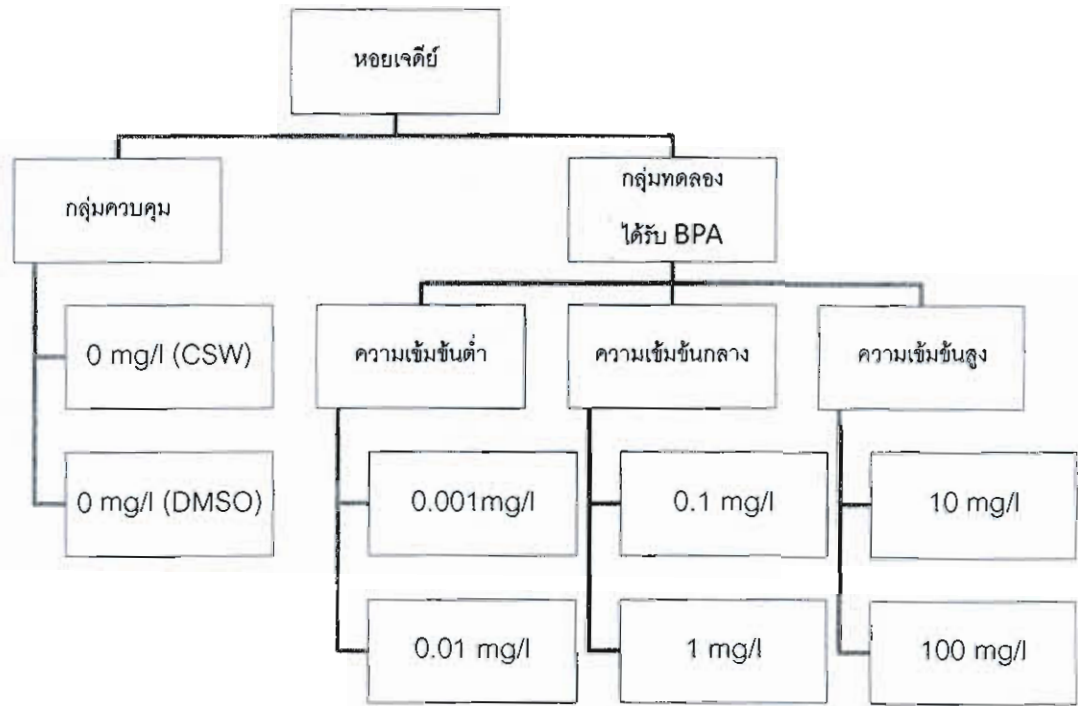 หอยเจดีย์
กลุ่มควบคุม
กลุ่มทดลอง
ได้รับ BPA
0 mg/l (CSW)
0 mg/l (DMSO)
ความเข้มข้นต่ำ
ความเข้มข้นกลาง
ความเข้มข้นสูง
0.001mg/l
0.1 mg/l
10 mg/l
0.01 mg/l
1 mg/l
100 mg/l